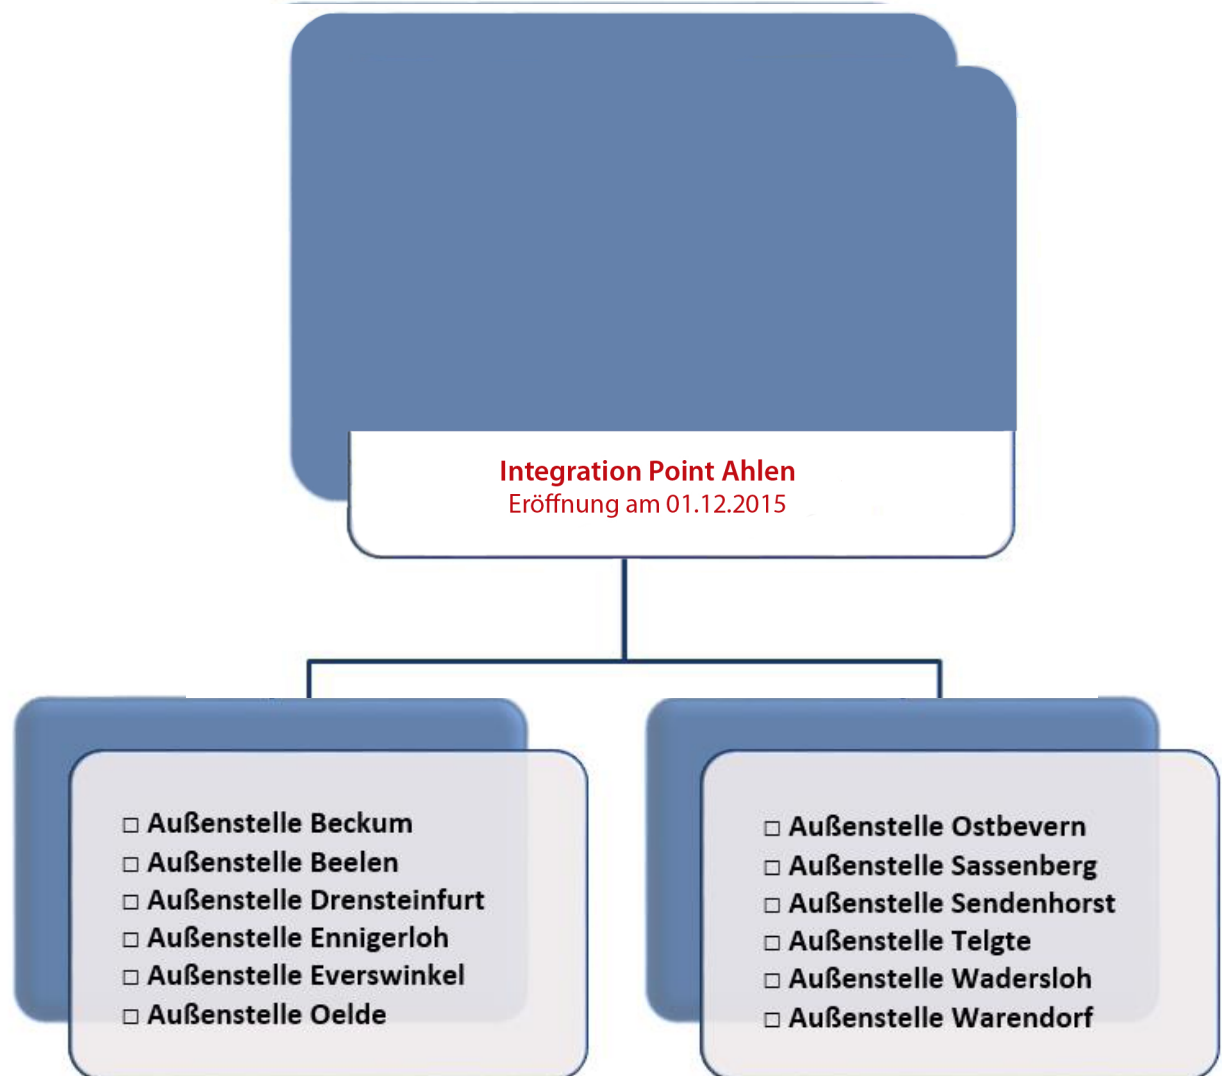 Integration Point Ahlen
Eröffnung am 01.12.2015
□ Außenstelle Beckum
□ Außenstelle Beelen
□ Außenstelle Drensteinfurt
□ Außenstelle Ennigerloh
□ Außenstelle Everswinkel
□ Außenstelle Oelde
□ Außenstelle Ostbevern
□ Außenstelle Sassenberg
□ Außenstelle Sendenhorst
□ Außenstelle Telgte
□ Außenstelle Wadersloh
□ Außenstelle Warendorf